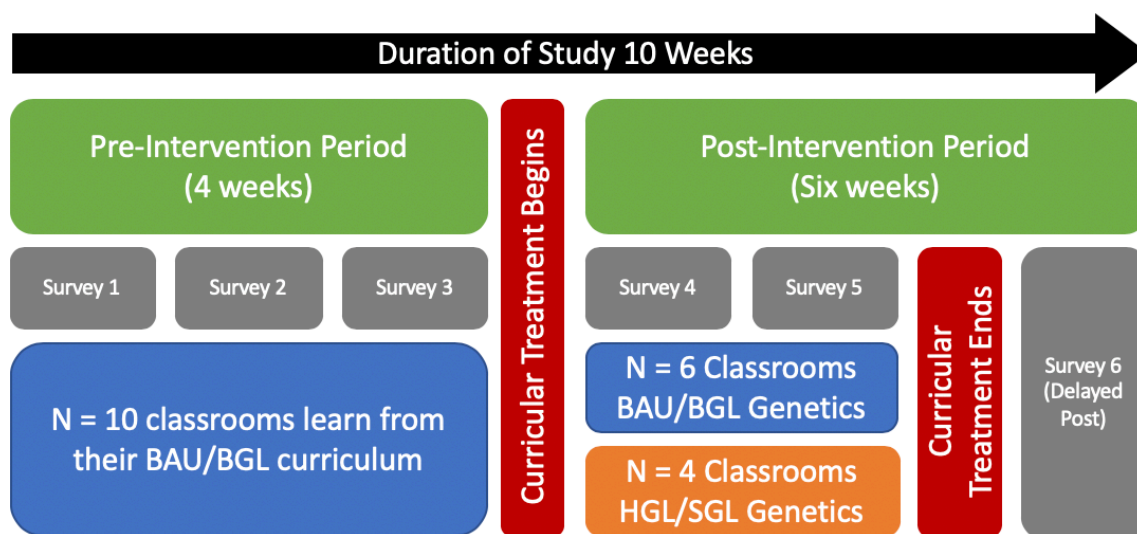 Duration of Study 10 Weeks
Pre-Intervention Period
(4 weeks)
Curricular Treatment Begins
Post-Intervention Period
(Six weeks)
Survey 1
Survey 2
Survey 3
Survey 4
Survey 5
Curricular
Treatment Ends
Survey 6
(Delayed
Post)
N = 10 classrooms learn from
their BAU/BGL curriculum
N = 6 Classrooms
BAU/BGL Genetics
N = 4 Classrooms
HGL/SGL Genetics